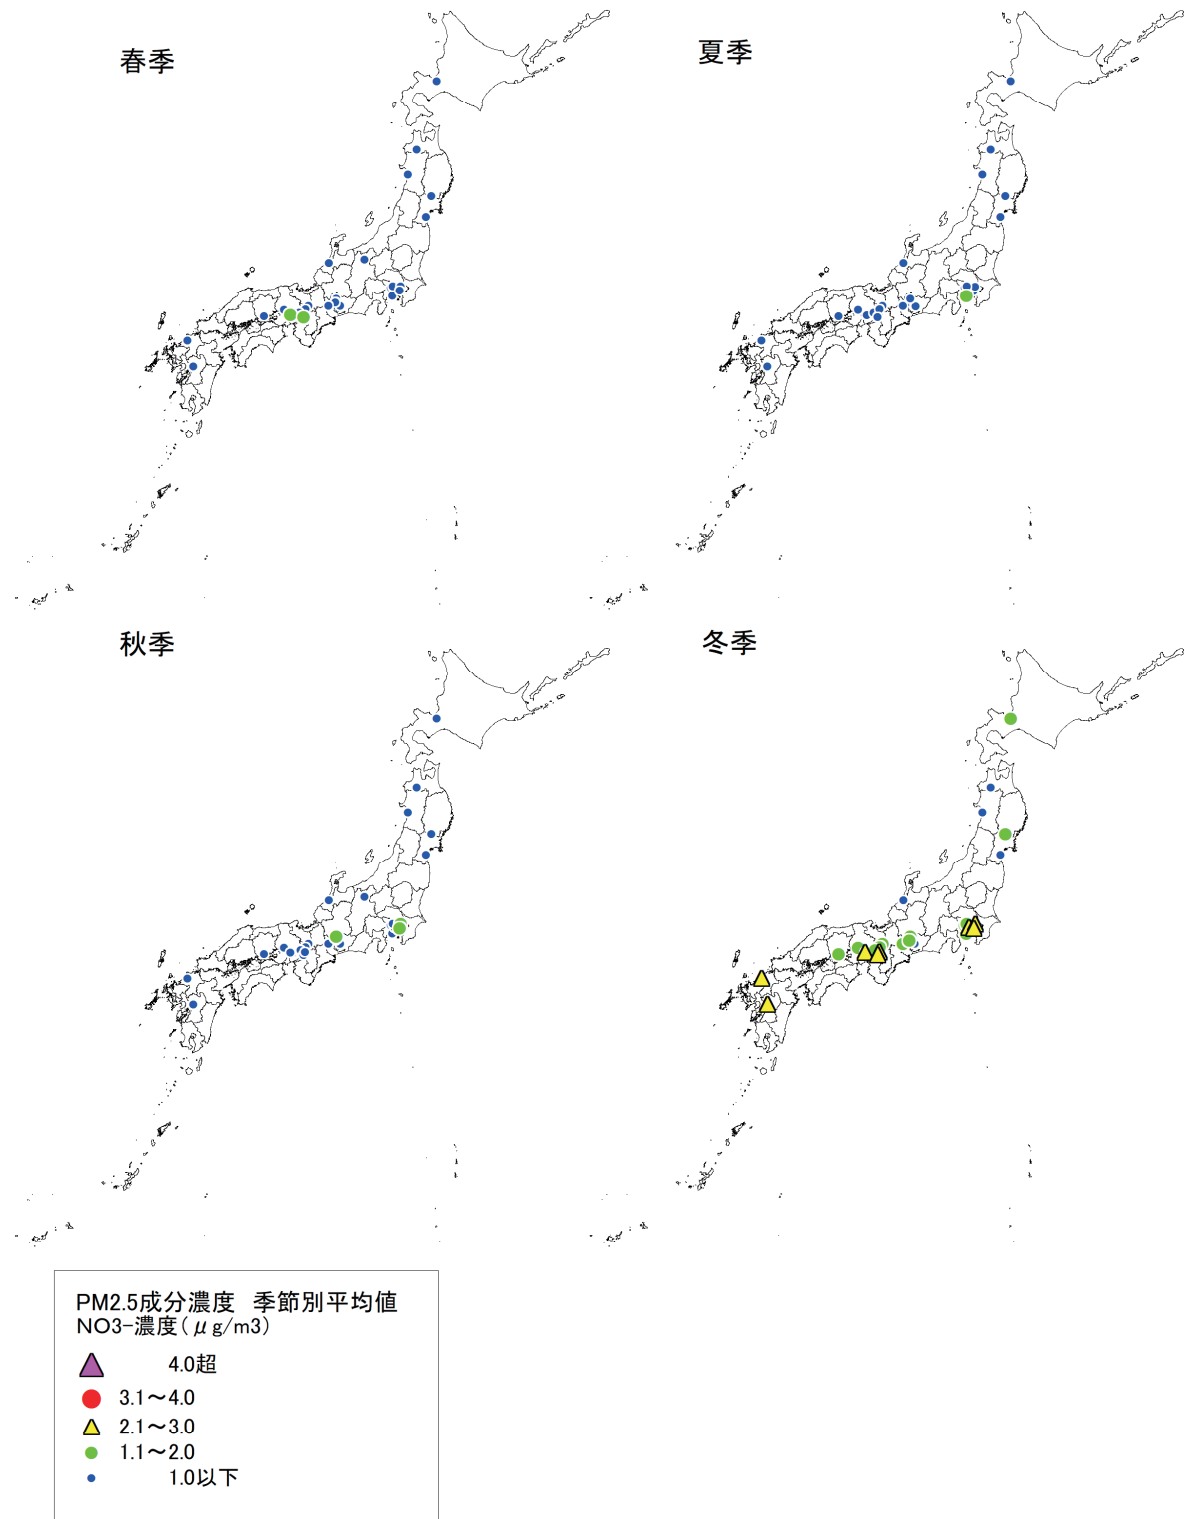 春季
夏季
秋季
冬季
PM2.5成分濃度 季節別平均値
NO3-濃度(μg/m3)
4.0超
3.1～4.0
2.1～3.0
1.1～2.0
1.0以下